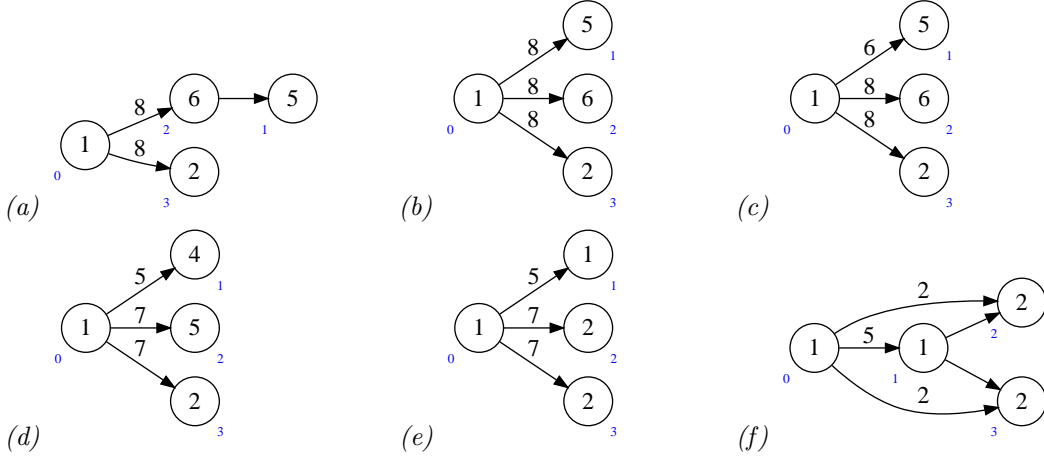 8 6 5
1 8 2
0 2 1 3
(a)
8 5
1 8 6
8 2
0 1 2 3
(b)
6 5
1 8 6
8 2
0 1 2 3
(c)
5 4
1 7 5
7 2
0 1 2 3
(d)
5 1
1 7 2
7 2
0 1 2 3
(e)
2 2
1 5 1
2 2
0 1 2 3
(f)